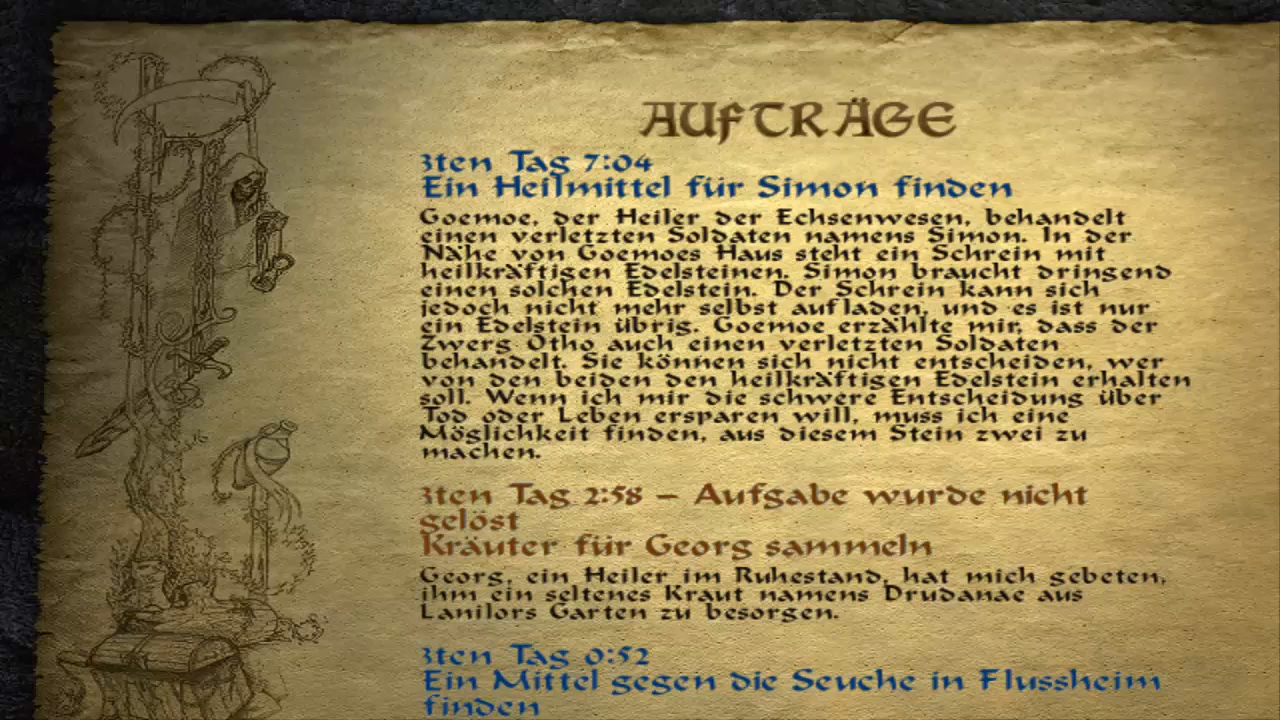 AUFTRÄGE
3ten Tag 7:04
Ein Heilmittel für Simon finden
Goemoe, der Heiler der Echsenwesen, behandelt
einen verletzten Soldaten namens Simon. In der
Nähe von Goemoes Haus steht ein Schrein mit
heilkräftigen Edelsteinen. Simon braucht dringend
einen solchen Edelstein. Der Schrein kann sich
jedoch nicht mehr selbst aufladen, und es ist nur
ein Edelstein übrig. Goemoe erzählte mir, dass der
Zwerg Otho auch einen verletzten Soldaten
behandelt. Sie können sich nicht entscheiden, wer
von den beiden den heilkräftigen Edelstein erhalten
soll. Wenn ich mir die schwere Entscheidung über
Tod oder Leben ersparen will, muss ich eine
Möglichkeit finden, aus diesem Stein zwei zu
machen.
3ten Tag 2:58 – Aufgabe wurde nicht
gelöst
Kräuter für Georg sammeln
Georg, ein Heiler im Ruhestand, hat mich gebeten,
ihm ein seltenes Kraut namens Drudanae aus
Lanilors Garten zu besorgen.
3ten Tag 0:52
Ein Mittel gegen die Seuche in Flussheim
finden